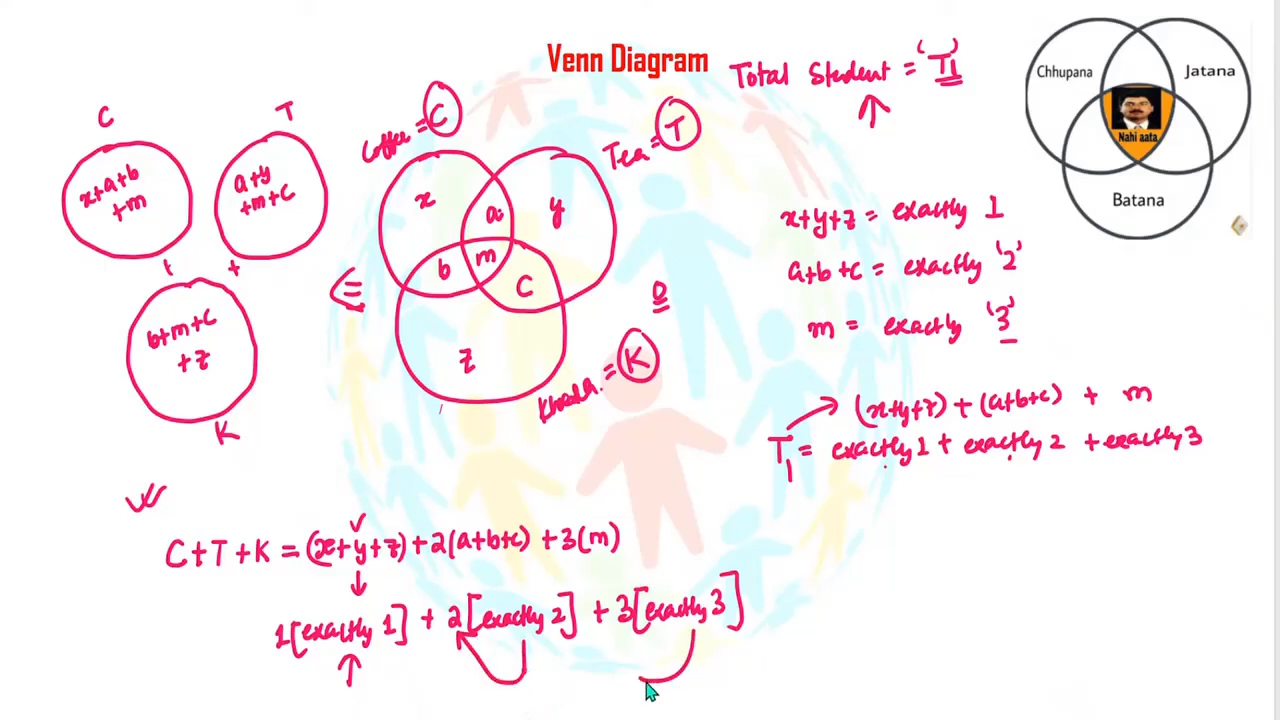 Venn Diagram
Total Student = 'T1'
Chhupana
Jatana
Nahi aata
Batana
C
T
x+a+b
+m
a+y
+m+c
+
b+m+c
+z
K
Coffee = C
Tea = T
x
a
y
b
m
C
z
=
0
= K
x+y+z = exactly 1
a+b+c = exactly '2'
m = exactly '3'
(x+y+z) + (a+b+c) + m
T1 = exactly 1 + exactly 2 + exactly 3
C+T+K = (x+y+z)+2(a+b+c)+3(m)
1[exactly 1] + 2[exactly 2] + 3[exactly 3]